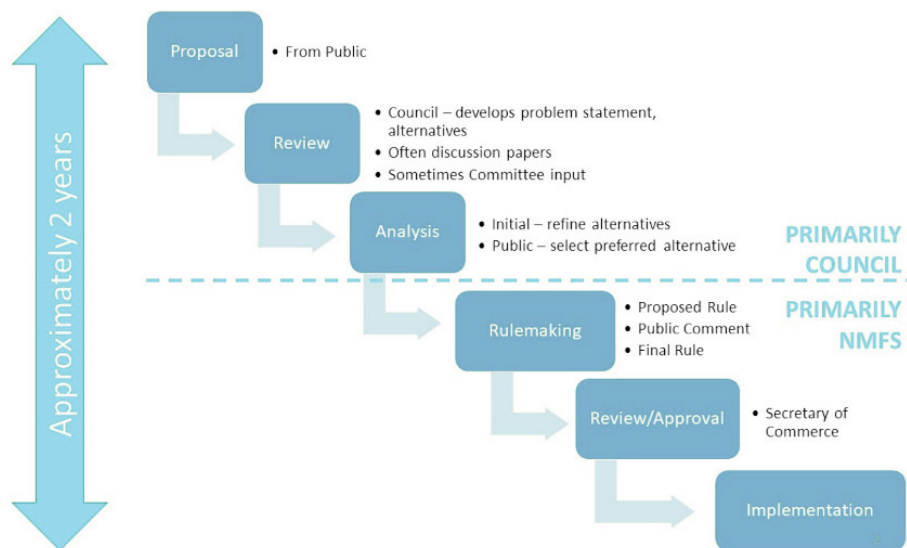 Approximately 2 years
Proposal
• From Public
Review
• Council – develops problem statement,
alternatives
• Often discussion papers
• Sometimes Committee input
Analysis
• Initial – refine alternatives
• Public – select preferred alternative
PRIMARILY
COUNCIL
PRIMARILY
NMFS
Rulemaking
• Proposed Rule
• Public Comment
• Final Rule
Review/Approval
• Secretary of
Commerce
Implementation